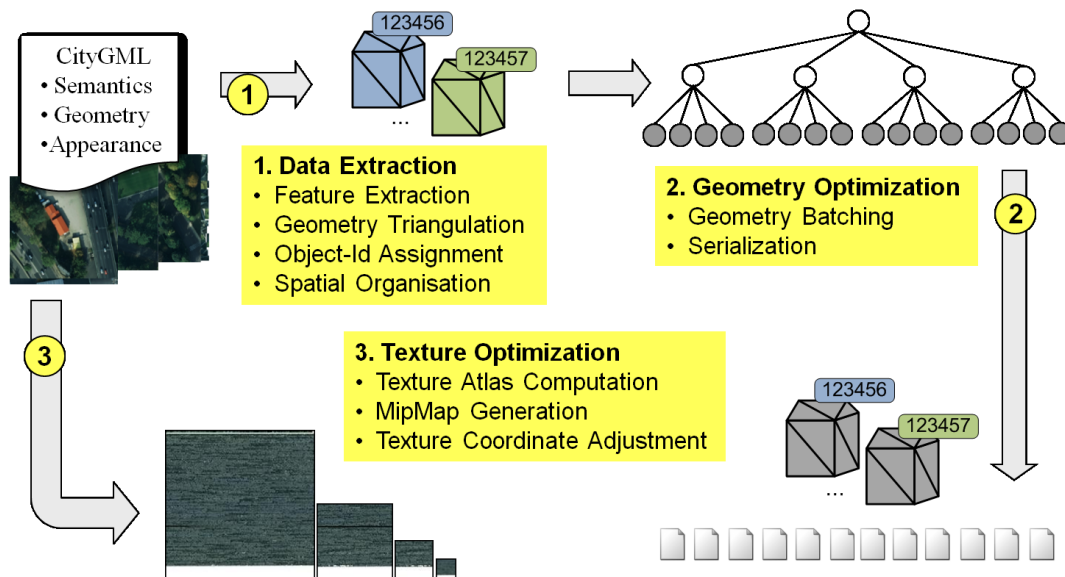 CityGML
• Semantics
• Geometry
• Appearance
1
123456
123457
...
1. Data Extraction
• Feature Extraction
• Geometry Triangulation
• Object-Id Assignment
• Spatial Organisation
2. Geometry Optimization
• Geometry Batching
• Serialization
2
3
3. Texture Optimization
• Texture Atlas Computation
• MipMap Generation
• Texture Coordinate Adjustment
123456
123457
...